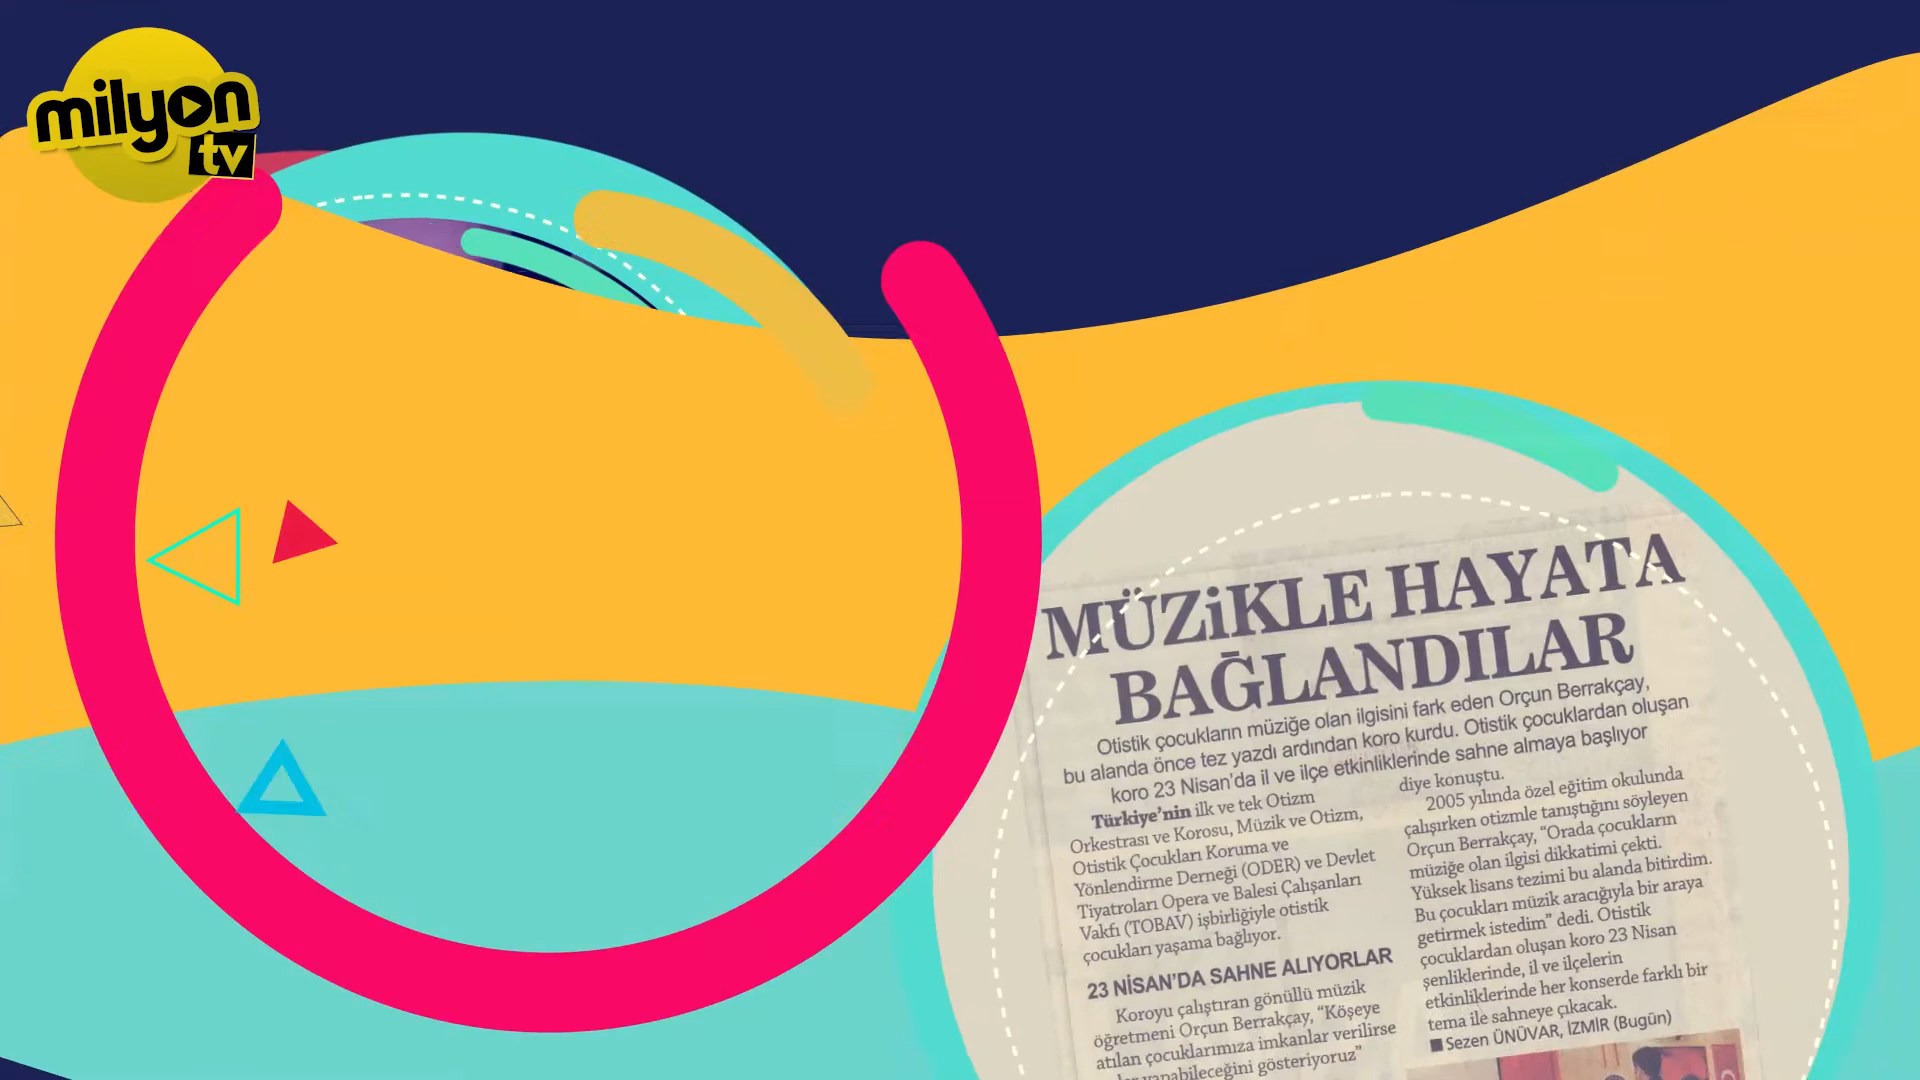 milyon
tv
MÜZiKLE HAYATA
BAĞLANDILAR
Otistik çocukların müziğe olan ilgisini fark eden Orçun Berrakçay,
bu alanda önce tez yazdı ardından koro kurdu. Otistik çocuklardan oluşan
koro 23 Nisan'da il ve ilçe etkinliklerinde sahne almaya başlıyor
Türkiye'nin ilk ve tek Otizm
Orkestrası ve Korosu, Müzik ve Otizm,
Otistik Çocukları Koruma ve
Yönlendirme Derneği (ODER) ve Devlet
Tiyatroları Opera ve Balesi Çalışanları
Vakfı (TOBAV) işbirliğiyle otistik
çocukları yaşama bağlıyor.
23 NİSAN'DA SAHNE ALIYORLAR
Koroyu çalıştıran gönüllü müzik
öğretmeni Orçun Berrakçay, "Köşeye
atılan çocuklarımıza imkanlar verilirse
yapabileceğini gösteriyoruz"
diye konuştu.
2005 yılında özel eğitim okulunda
çalışırken otizmle tanıştığını söyleyen
Orçun Berrakçay, "Orada çocukların
müziğe olan ilgisi dikkatimi çekti.
Yüksek lisans tezimi bu alanda bitirdim.
Bu çocukları müzik aracığıyla bir araya
getirmek istedim" dedi. Otistik
çocuklardan oluşan koro 23 Nisan
şenliklerinde, il ve ilçelerin
etkinliklerinde her konserde farklı bir
tema ile sahneye çıkacak.
■ Sezen ÜNÜVAR, İZMİR (Bugün)